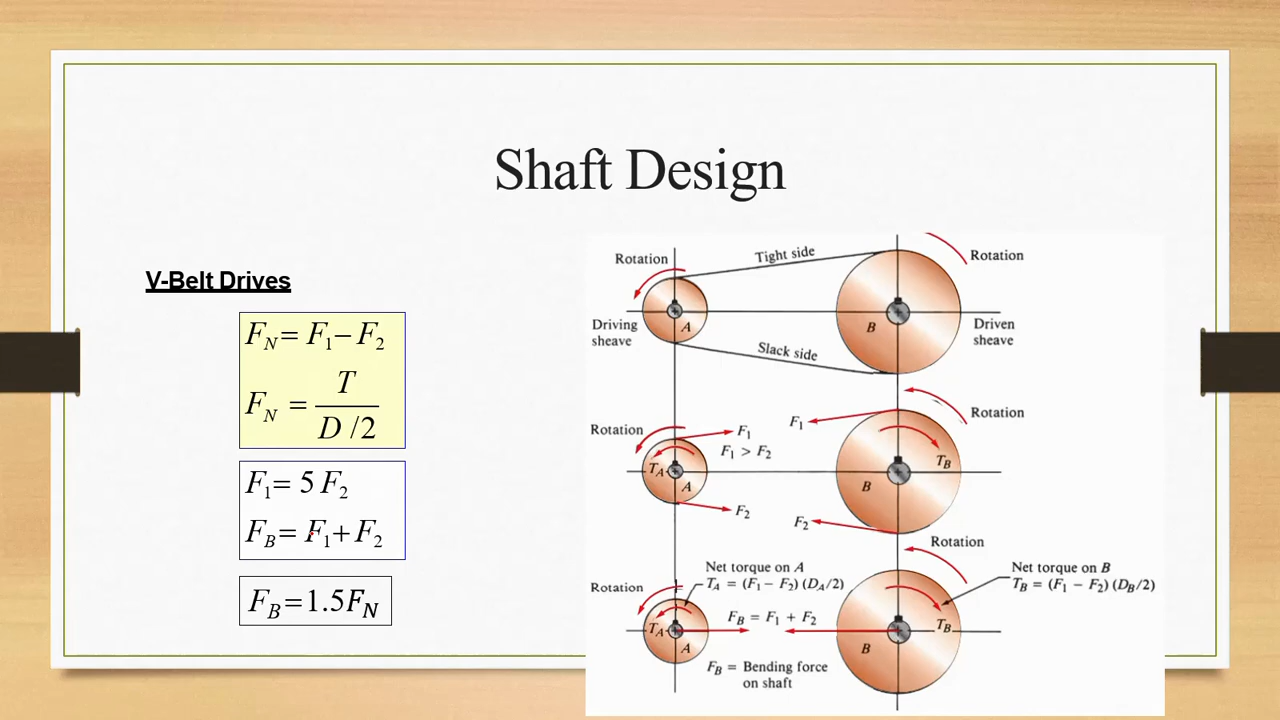 Shaft Design
V-Belt Drives
F_N = F_1 − F_2
F_N = T / D/2
F_1 = 5 F_2
F_B = F_1 + F_2
F_B = 1.5F_N
Rotation
Tight side
Rotation
Driving
sheave
A
B
Driven
sheave
Slack side
Rotation
F_1
F_1 > F_2
F_1
Rotation
T_A
A
B
T_B
F_2
F_2
Rotation
Net torque on A
T_A = (F_1 − F_2) (D_A/2)
Net torque on B
T_B = (F_1 − F_2) (D_B/2)
Rotation
F_B = F_1 + F_2
T_A
A
B
T_B
F_B = Bending force
on shaft